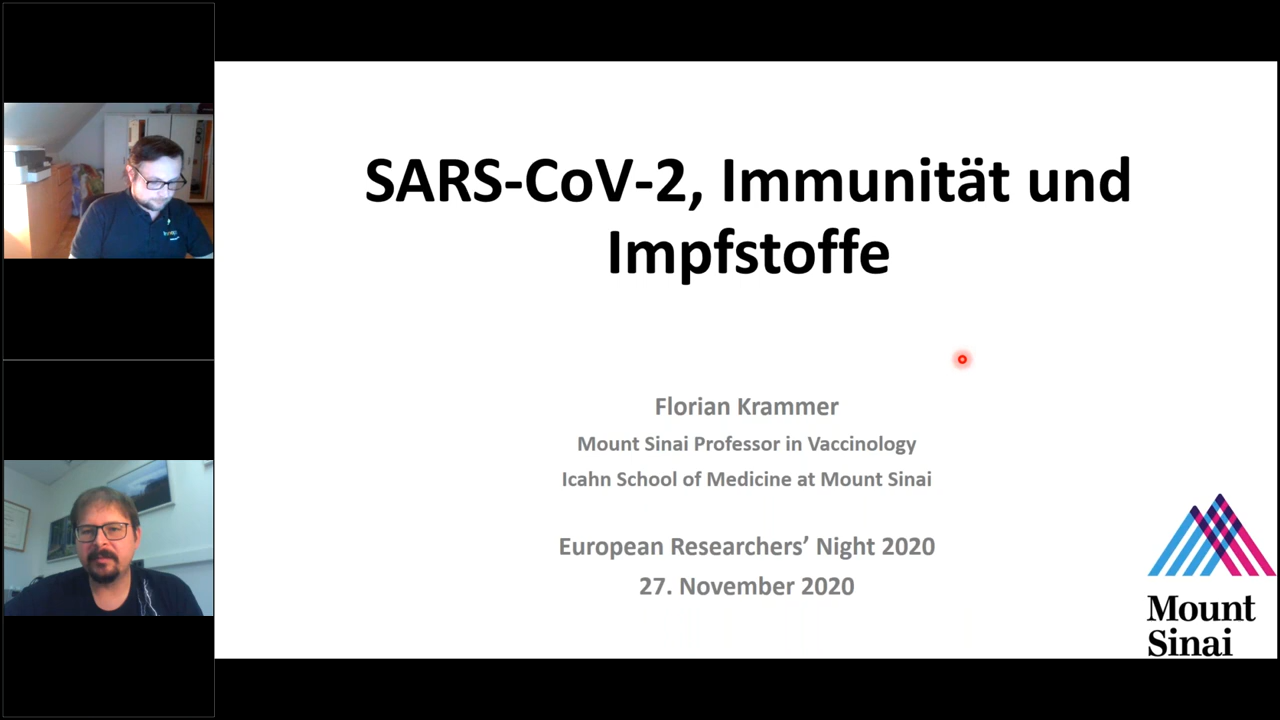 SARS-CoV-2, Immunität und
Impfstoffe
Florian Krammer
Mount Sinai Professor in Vaccinology
Icahn School of Medicine at Mount Sinai
European Researchers’ Night 2020
27. November 2020
Mount
Sinai